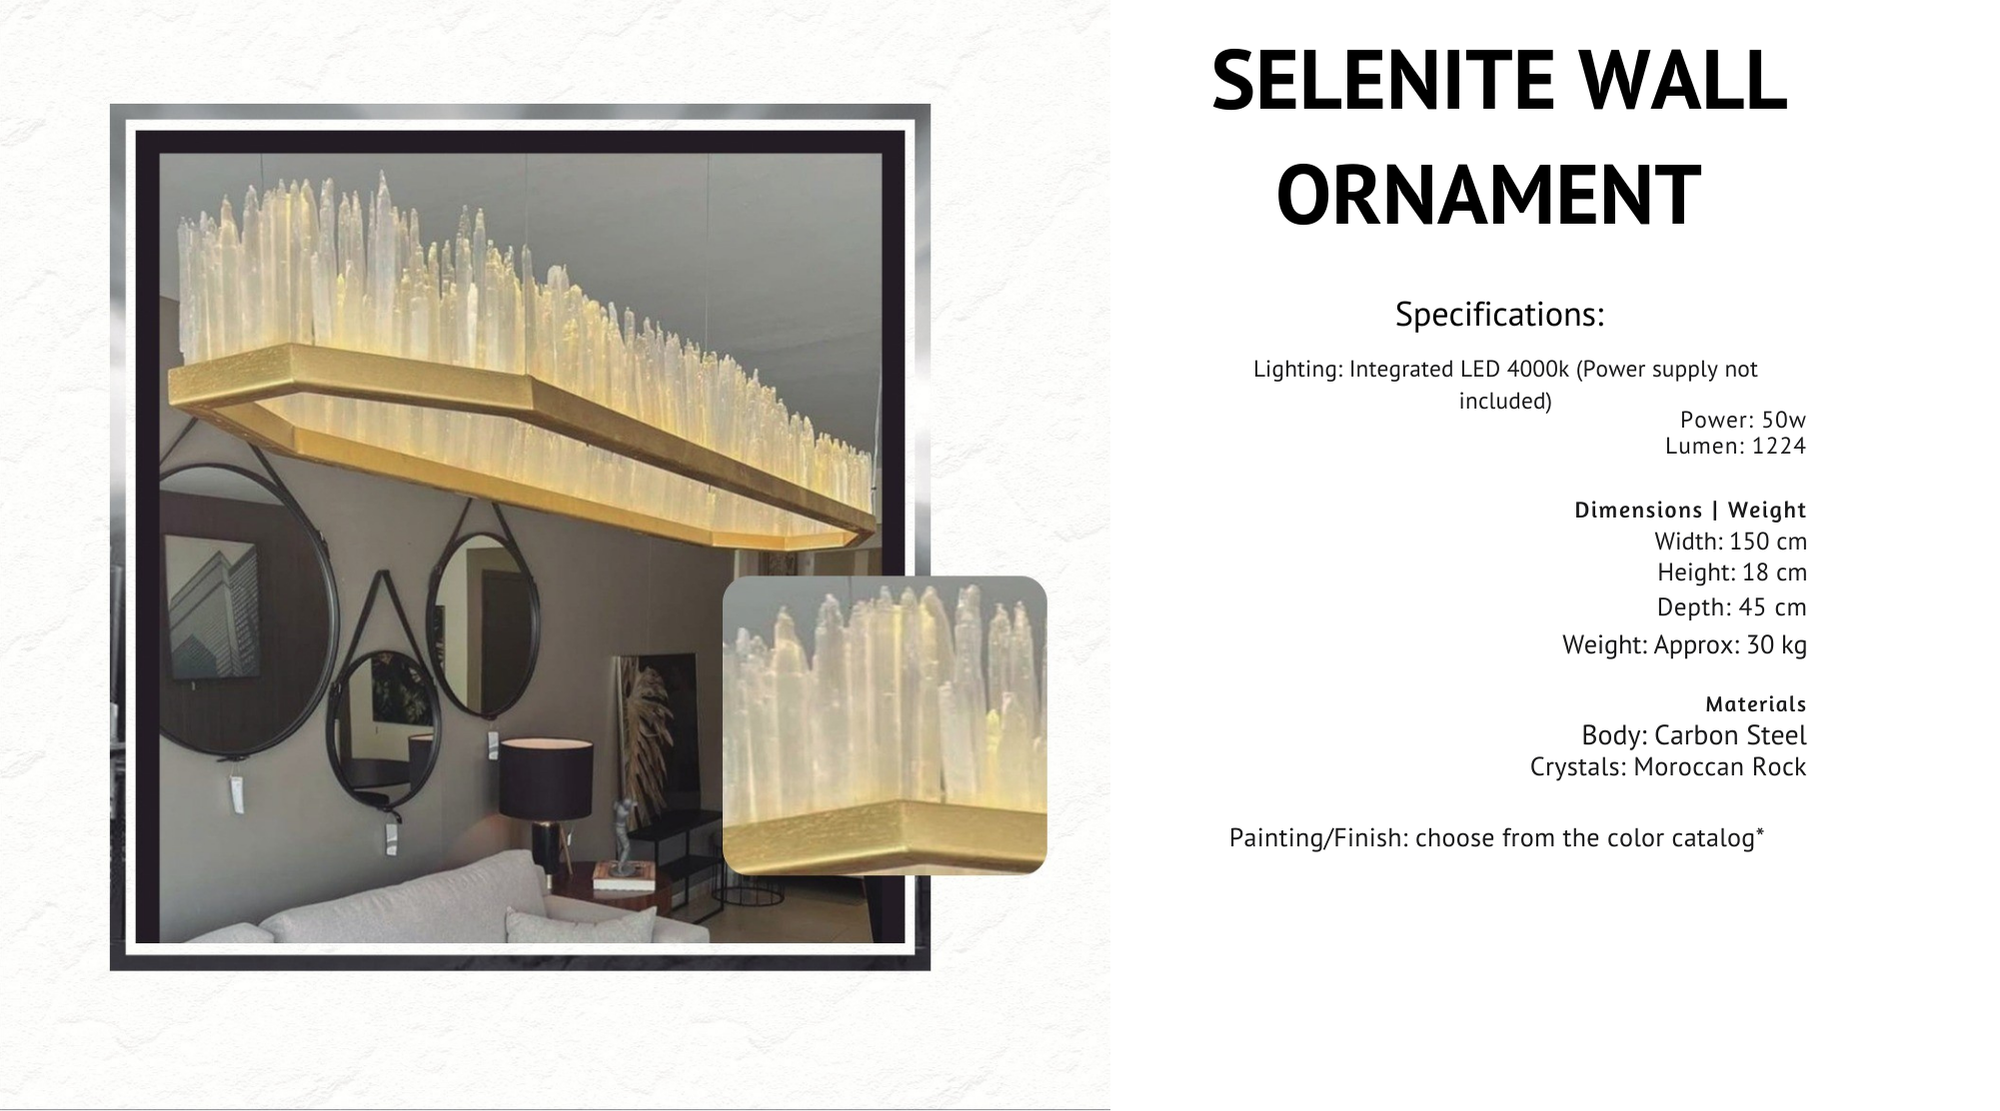 SELENITE WALL
ORNAMENT
Specifications:
Lighting: Integrated LED 4000k (Power supply not
included)
Power: 50w
Lumen: 1224
Dimensions | Weight
Width: 150 cm
Height: 18 cm
Depth: 45 cm
Weight: Approx: 30 kg
Materials
Body: Carbon Steel
Crystals: Moroccan Rock
Painting/Finish: choose from the color catalog*